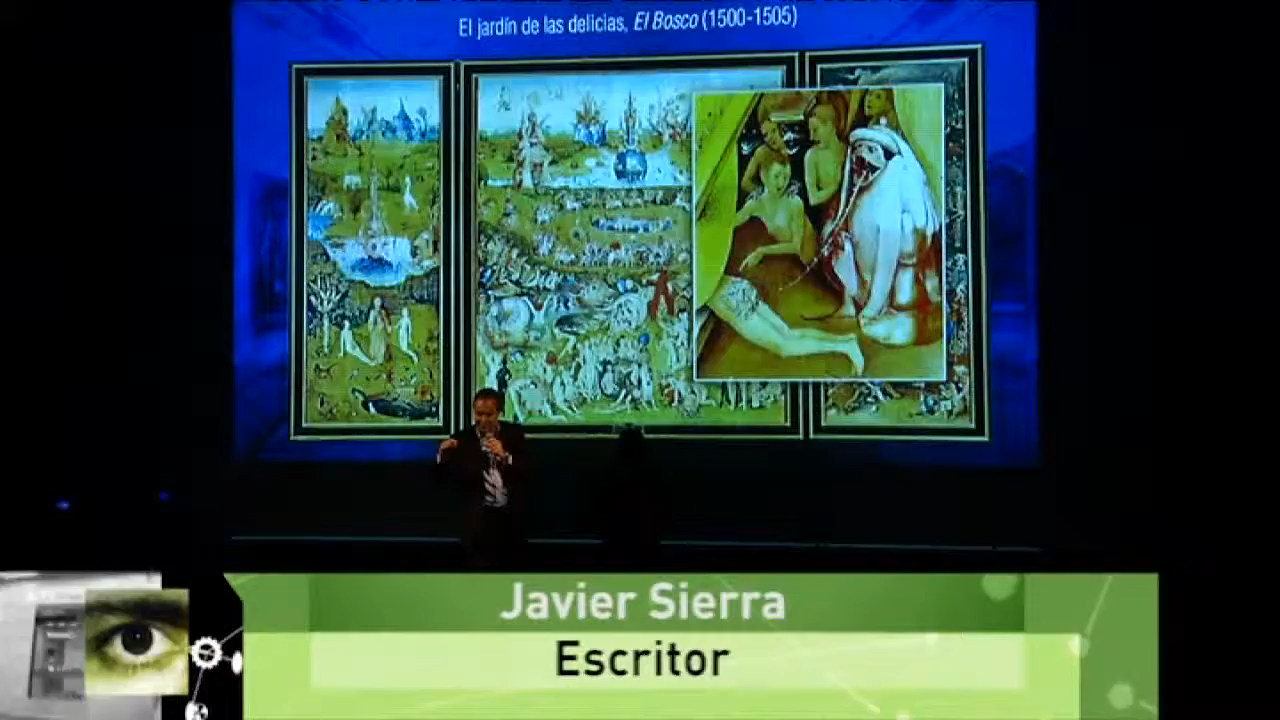 El jardín de las delicias, El Bosco (1500-1505)
Javier Sierra
Escritor